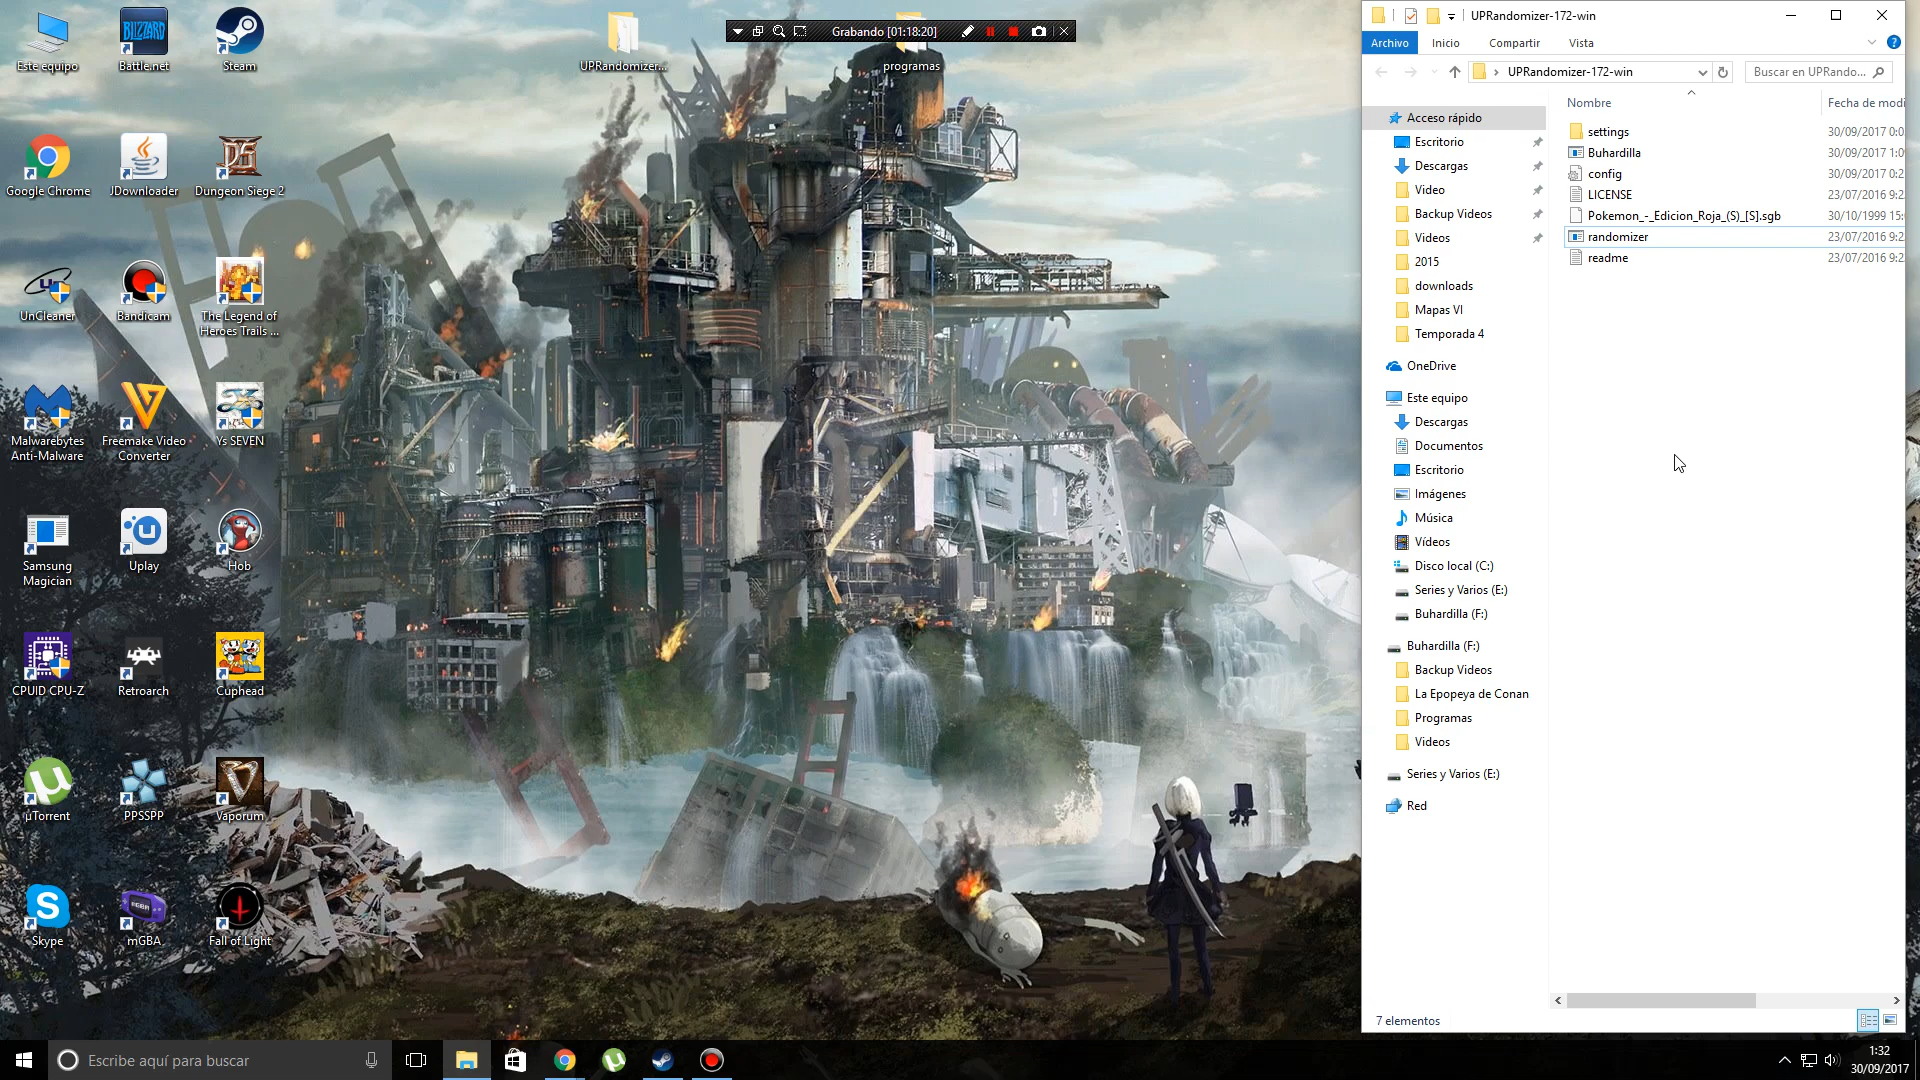 Este equipo
Battle.net
BLIZZARD
Steam
UPRandomizer...
Grabando [01:18:20]
programas
Google Chrome
JDownloader
Dungeon Siege 2
UnCleaner
Bandicam
The Legend of
Heroes Trails ...
Malwarebytes
Anti-Malware
Freemake Video
Converter
Ys SEVEN
Samsung
Magician
Uplay
Hob
CPUID CPU-Z
Retroarch
Cuphead
µTorrent
PPSSPP
Vaporum
Skype
mGBA
Fall of Light
UPRandomizer-172-win
Archivo
Inicio
Compartir
Vista
UPRandomizer-172-win
Buscar en UPRando...
Nombre
Fecha de modi
Acceso rápido
Escritorio
Descargas
Video
Backup Videos
Videos
2015
downloads
Mapas VI
Temporada 4
OneDrive
Este equipo
Descargas
Documentos
Escritorio
Imágenes
Música
Vídeos
Disco local (C:)
Series y Varios (E:)
Buhardilla (F:)
Buhardilla (F:)
Backup Videos
La Epopeya de Conan
Programas
Videos
Series y Varios (E:)
Red
settings 30/09/2017 0:0
Buhardilla 30/09/2017 1:0
config 30/09/2017 0:2
LICENSE 23/07/2016 9:2
Pokemon_-_Edicion_Roja_(S)_[S].sgb 30/10/1999 15:
randomizer 23/07/2016 9:2
readme 23/07/2016 9:2
7 elementos
Escribe aquí para buscar
1:32
30/09/2017